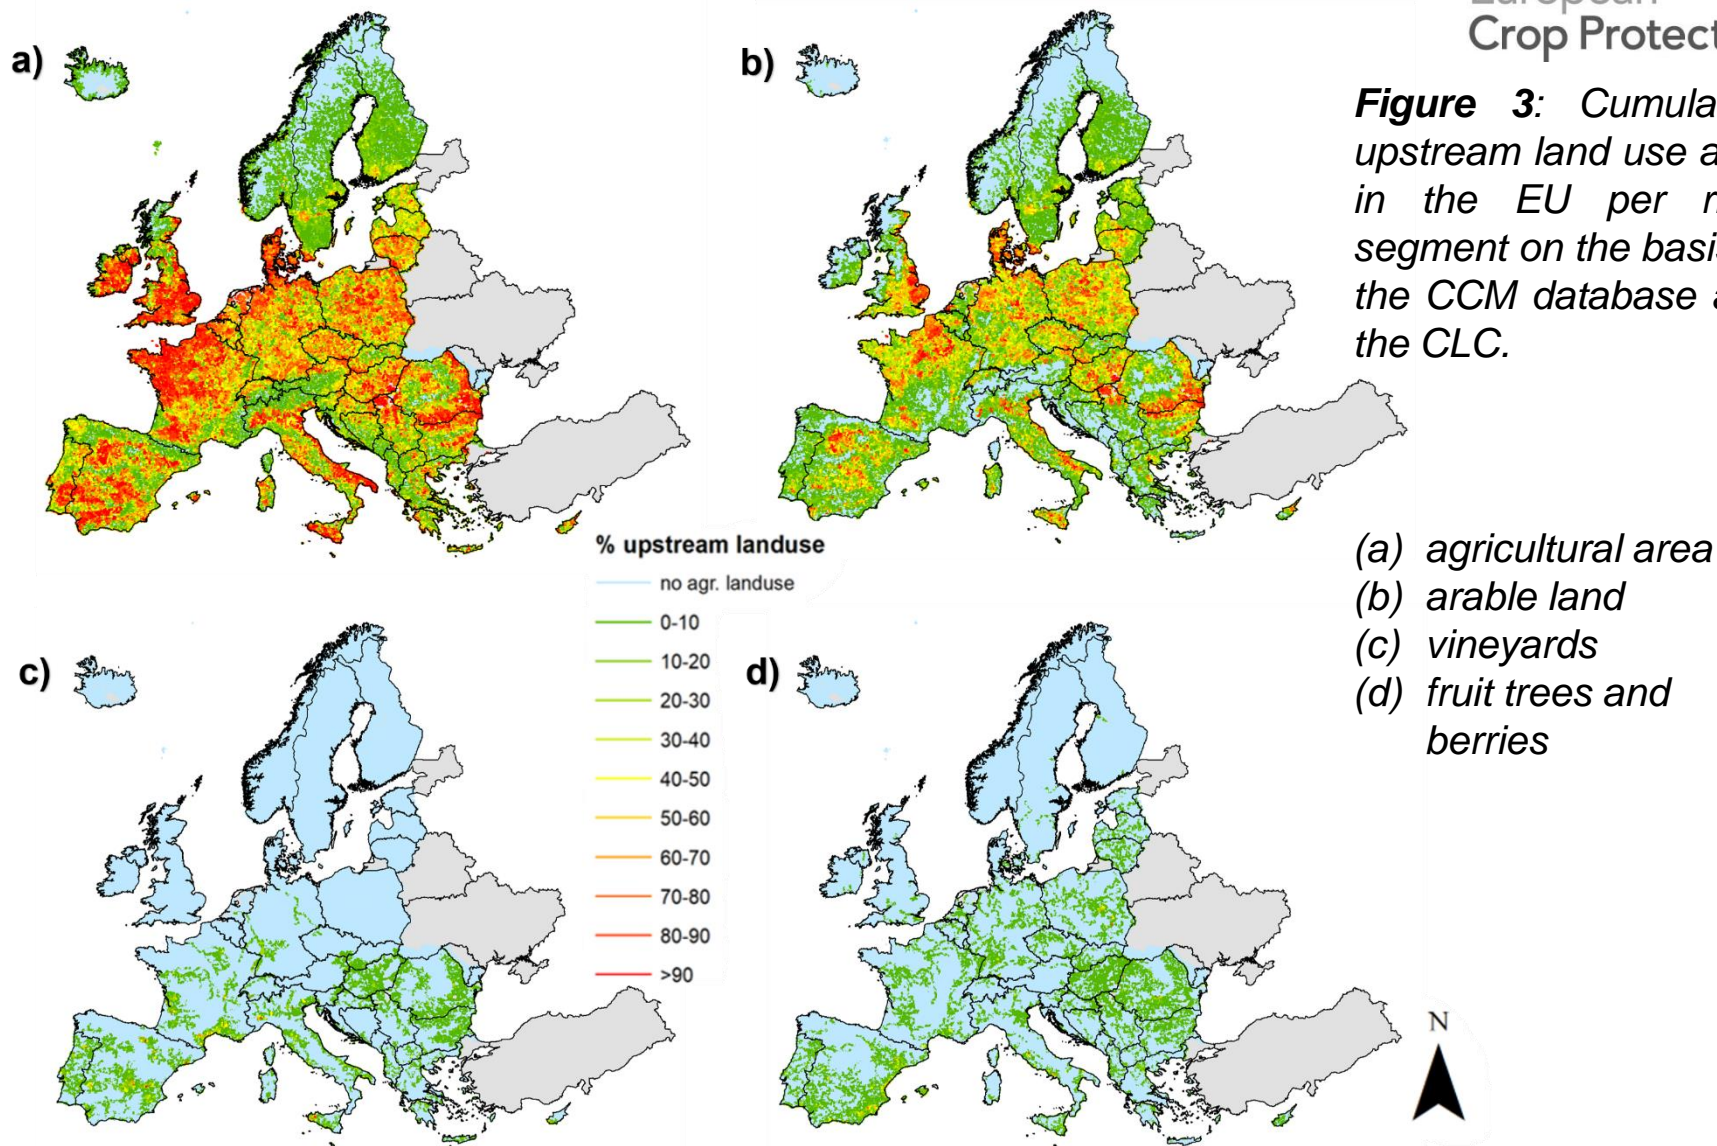 European
Crop Protect
Figure 3: Cumula
upstream land use a
in the EU per r
segment on the basis
the CCM database a
the CLC.
a)
b)
(a) agricultural area
(b) arable land
(c) vineyards
(d) fruit trees and
berries
% upstream landuse
no agr. landuse
0-10
10-20
20-30
30-40
40-50
50-60
60-70
70-80
80-90
>90
c)
d)
N